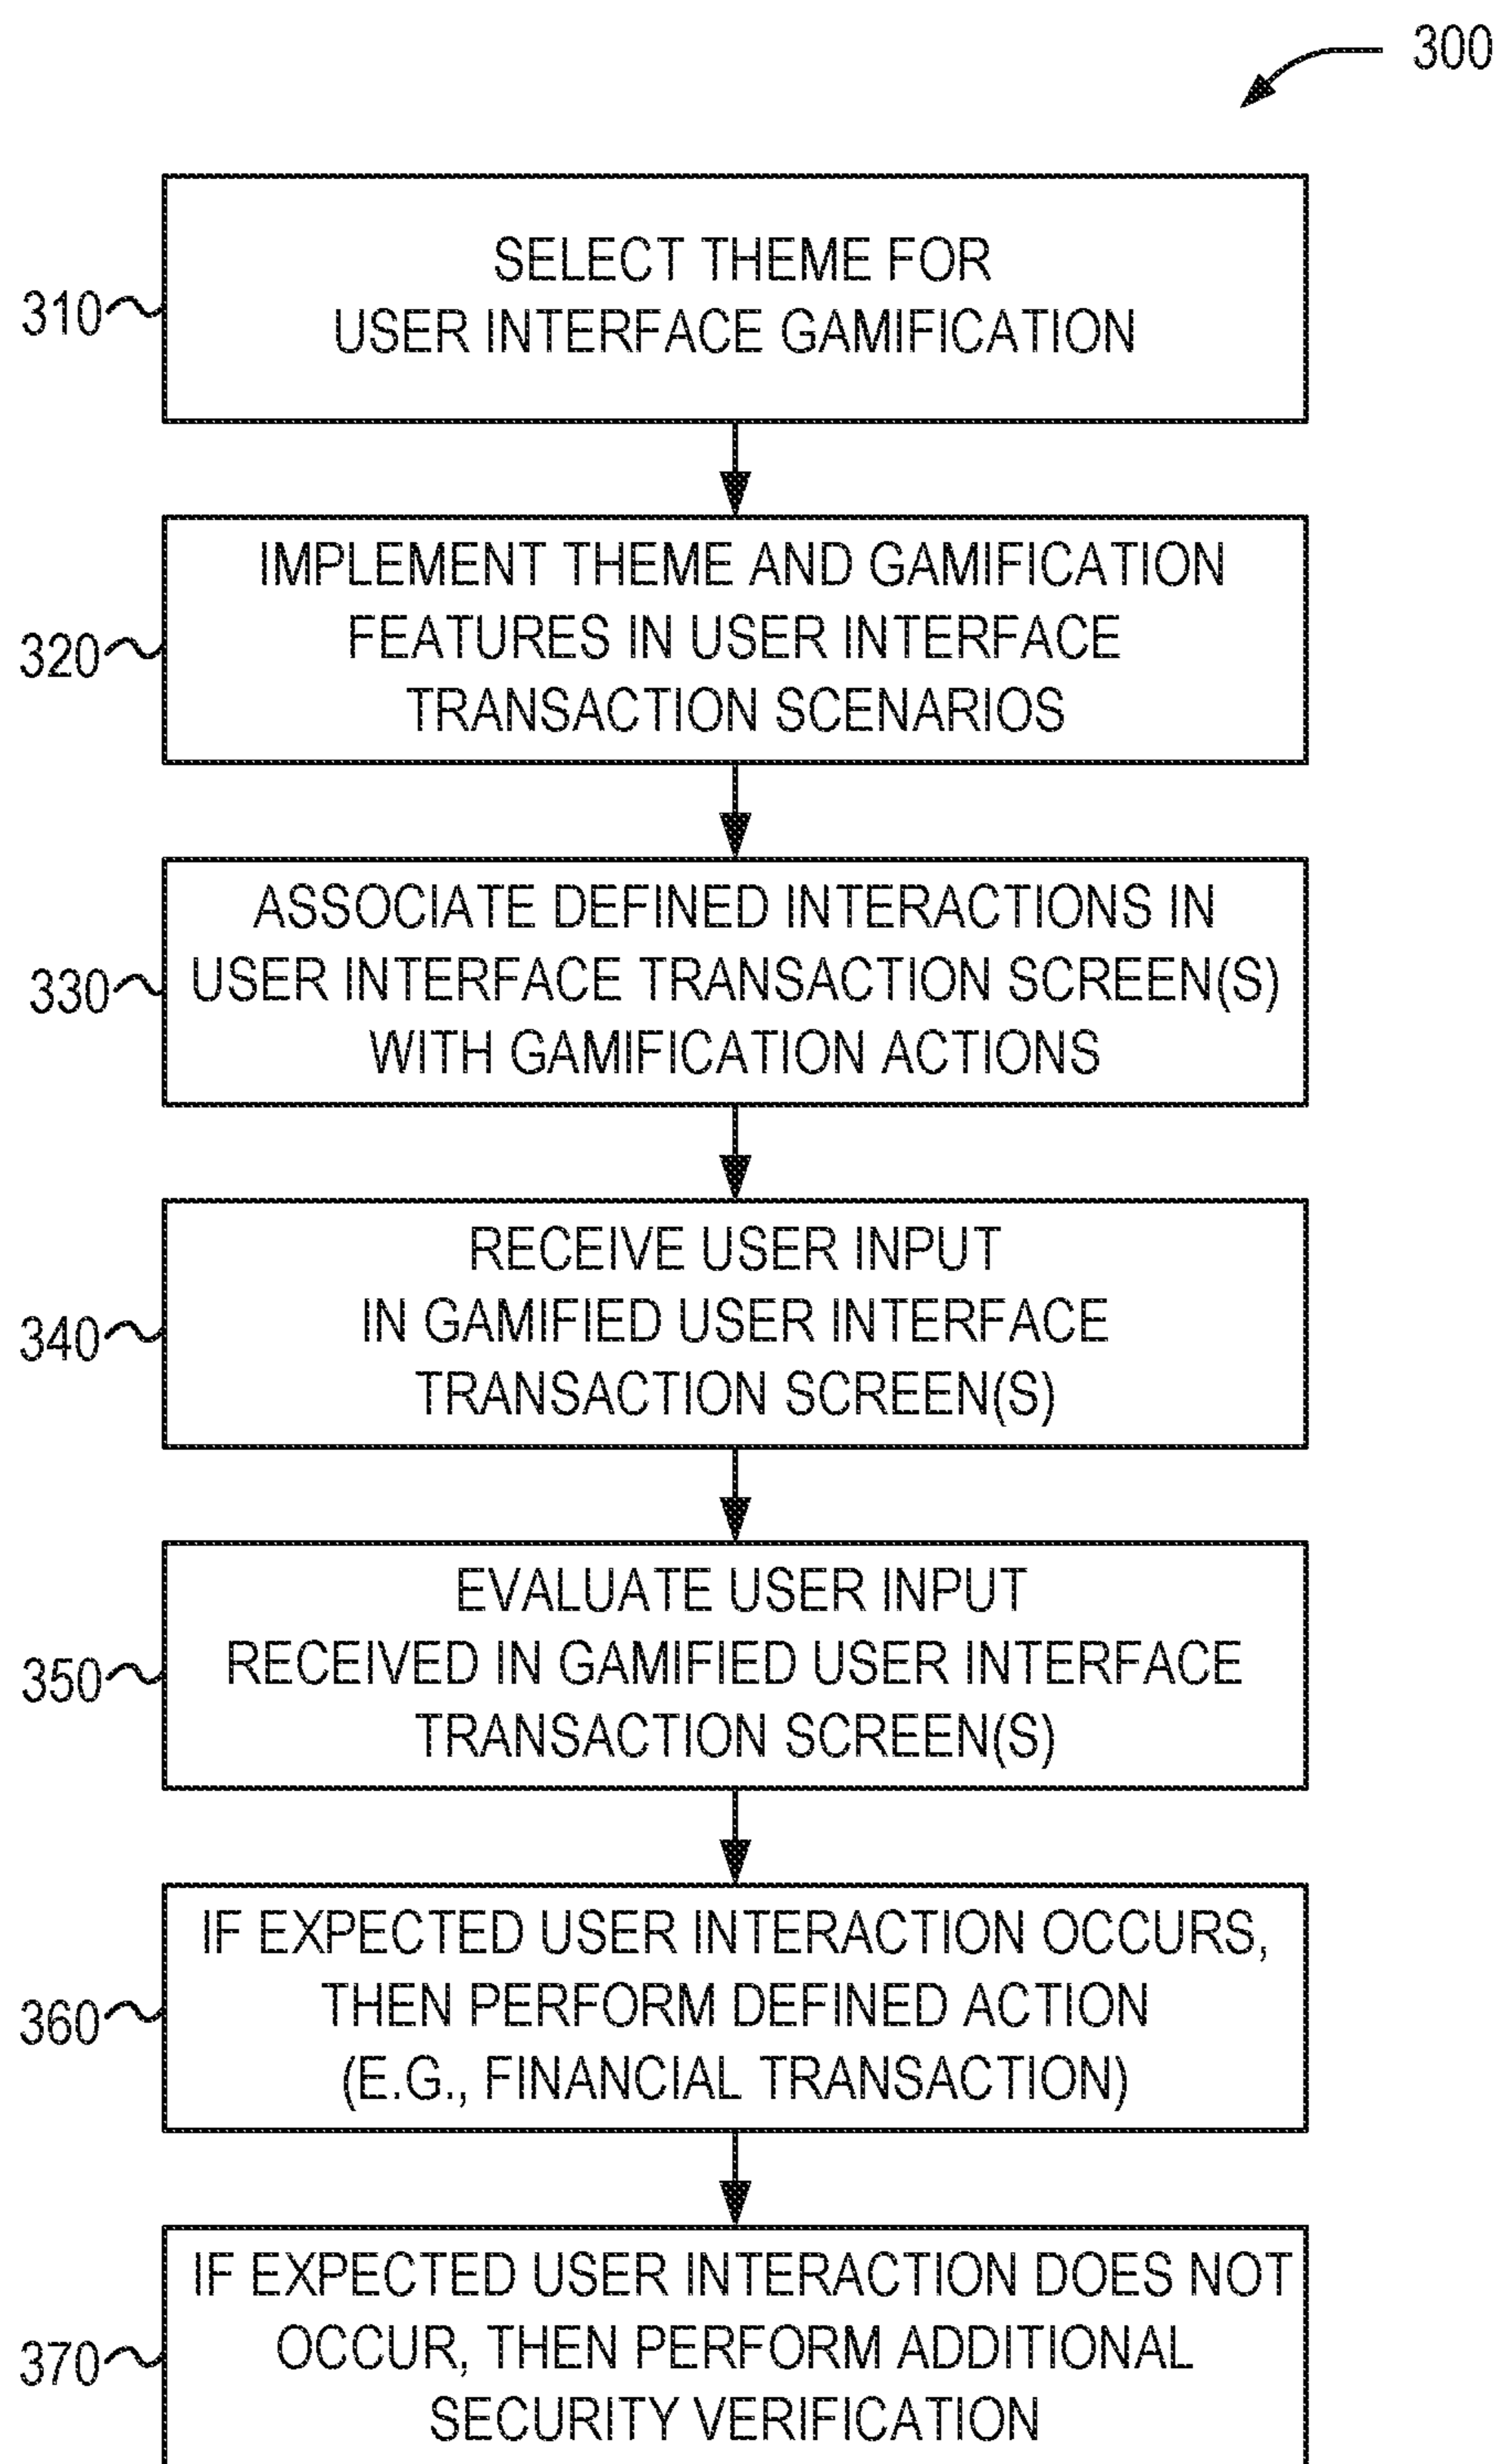 300
310
SELECT THEME FOR
USER INTERFACE GAMIFICATION
320
IMPLEMENT THEME AND GAMIFICATION
FEATURES IN USER INTERFACE
TRANSACTION SCENARIOS
330
ASSOCIATE DEFINED INTERACTIONS IN
USER INTERFACE TRANSACTION SCREEN(S)
WITH GAMIFICATION ACTIONS
340
RECEIVE USER INPUT
IN GAMIFIED USER INTERFACE
TRANSACTION SCREEN(S)
350
EVALUATE USER INPUT
RECEIVED IN GAMIFIED USER INTERFACE
TRANSACTION SCREEN(S)
360
IF EXPECTED USER INTERACTION OCCURS,
THEN PERFORM DEFINED ACTION
(E.G., FINANCIAL TRANSACTION)
370
IF EXPECTED USER INTERACTION DOES NOT
OCCUR, THEN PERFORM ADDITIONAL
SECURITY VERIFICATION